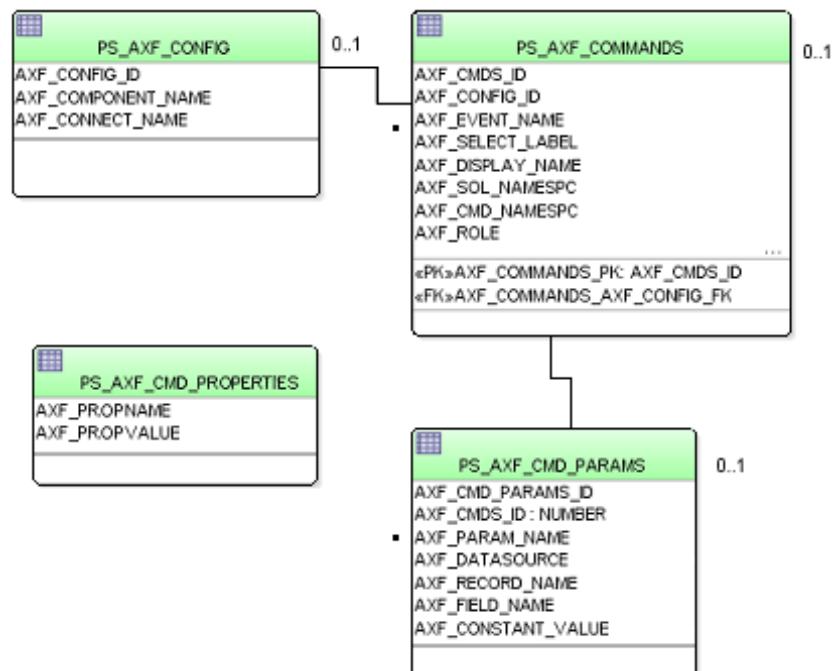 PS_AXF_CONFIG
AXF_CONFIG_ID
AXF_COMPONENT_NAME
AXF_CONNECT_NAME
0..1
PS_AXF_COMMANDS
AXF_CMDS_ID
AXF_CONFIG_ID
AXF_EVENT_NAME
AXF_SELECT_LABEL
AXF_DISPLAY_NAME
AXF_SOL_NAMESPC
AXF_CMD_NAMESPC
AXF_ROLE
...
«PK»AXF_COMMANDS_PK: AXF_CMDS_ID
«FK»AXF_COMMANDS_AXF_CONFIG_FK
0..1
PS_AXF_CMD_PROPERTIES
AXF_PROPNAME
AXF_PROPVALUE
PS_AXF_CMD_PARAMS
AXF_CMD_PARAMS_ID
AXF_CMDS_ID : NUMBER
AXF_PARAM_NAME
AXF_DATASOURCE
AXF_RECORD_NAME
AXF_FIELD_NAME
AXF_CONSTANT_VALUE
0..1